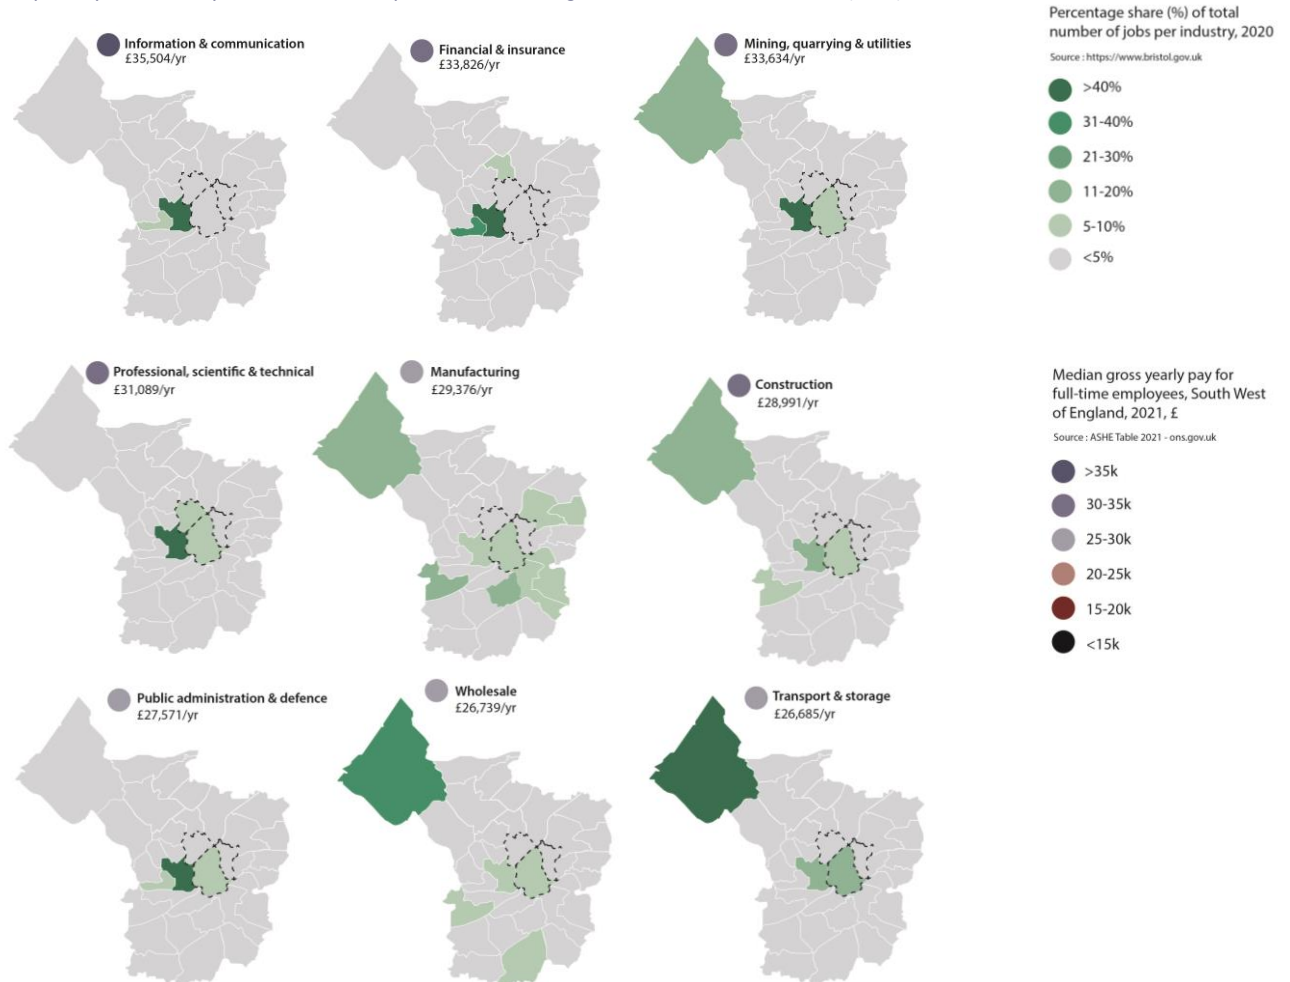 Information & communication
£35,504/yr
Financial & insurance
£33,826/yr
Mining, quarrying & utilities
£33,634/yr
Percentage share (%) of total
number of jobs per industry, 2020
Source : https://www.bristol.gov.uk
>40%
31-40%
21-30%
11-20%
5-10%
<5%
Professional, scientific & technical
£31,089/yr
Manufacturing
£29,376/yr
Construction
£28,991/yr
Median gross yearly pay for
full-time employees, South West
of England, 2021, £
Source : ASHE Table 2021 - ons.gov.uk
>35k
30-35k
25-30k
20-25k
15-20k
<15k
Public administration & defence
£27,571/yr
Wholesale
£26,739/yr
Transport & storage
£26,685/yr